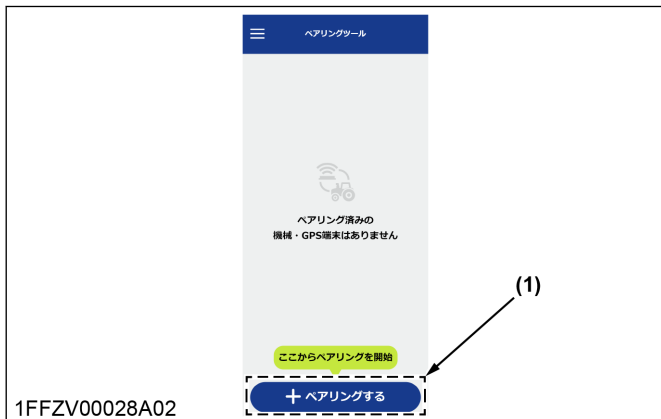 ペアリングツール
ペアリング済みの
機械・GPS端末はありません
(1)
ここからペアリングを開始
＋ ペアリングする
1FFZV00028A02